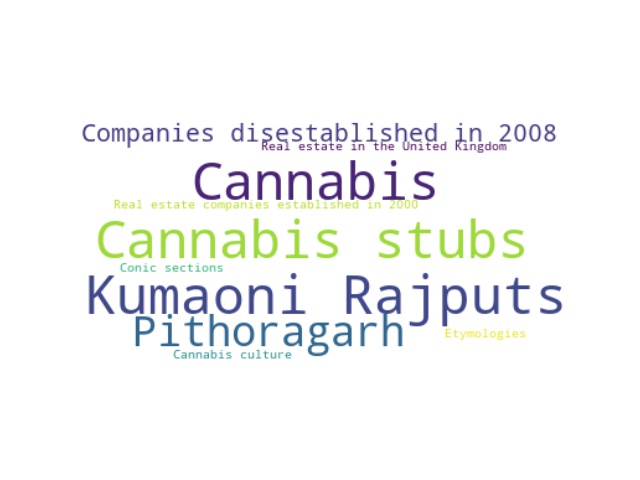 Companies disestablished in 2008
Real estate in the United Kingdom
Cannabis
Real estate companies established in 2000
Cannabis stubs
Conic sections
Kumaoni Rajputs
Pithoragarh
Etymologies
Cannabis culture